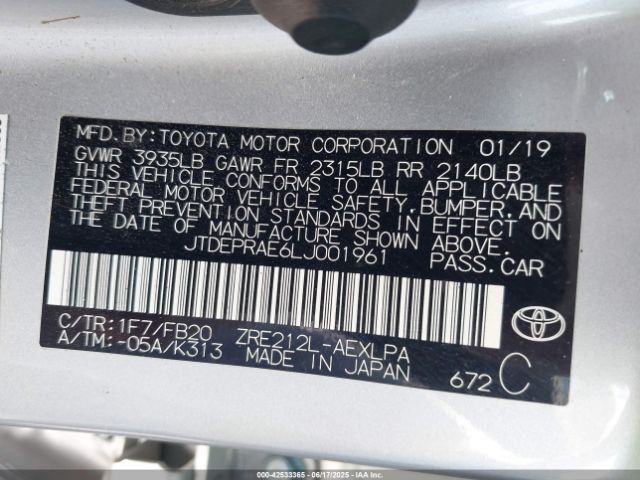 MFD.BY:TOYOTA MOTOR CORPORATION 01/19
GVWR 3935LB GAWR FR 2315LB RR 2140LB
THIS VEHICLE CONFORMS TO ALL APPLICABLE
FEDERAL MOTOR VEHICLE SAFETY,BUMPER,AND
THEFT PREVENTION STANDARDS IN EFFECT ON
THE DATE OF MANUFACTURE SHOWN ABOVE.
JTDEPRAE6LJ001961 PASS.CAR
C/TR:1F7/FB20 ZRE212L-AEXLPA
A/TM:-05A/K313 MADE IN JAPAN
672 C
000-42533365 - 06/17/2025 - IAAI.COM